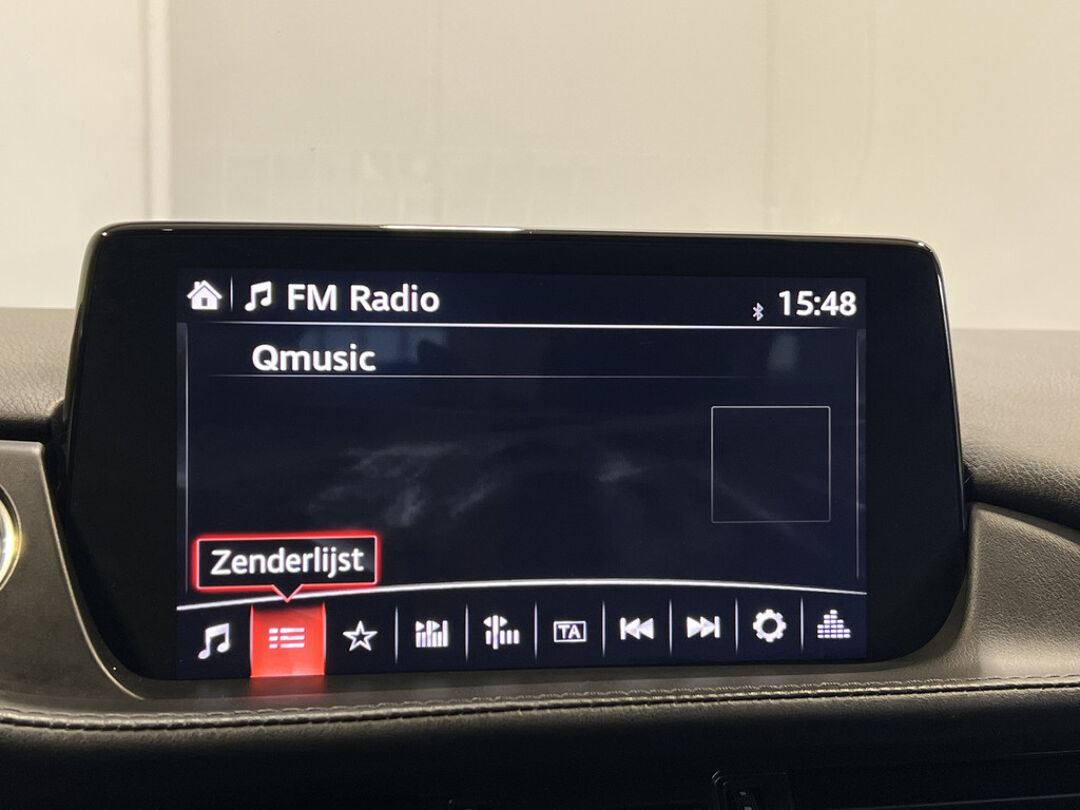 FM Radio 15:48
Qmusic
Zenderlijst
TA